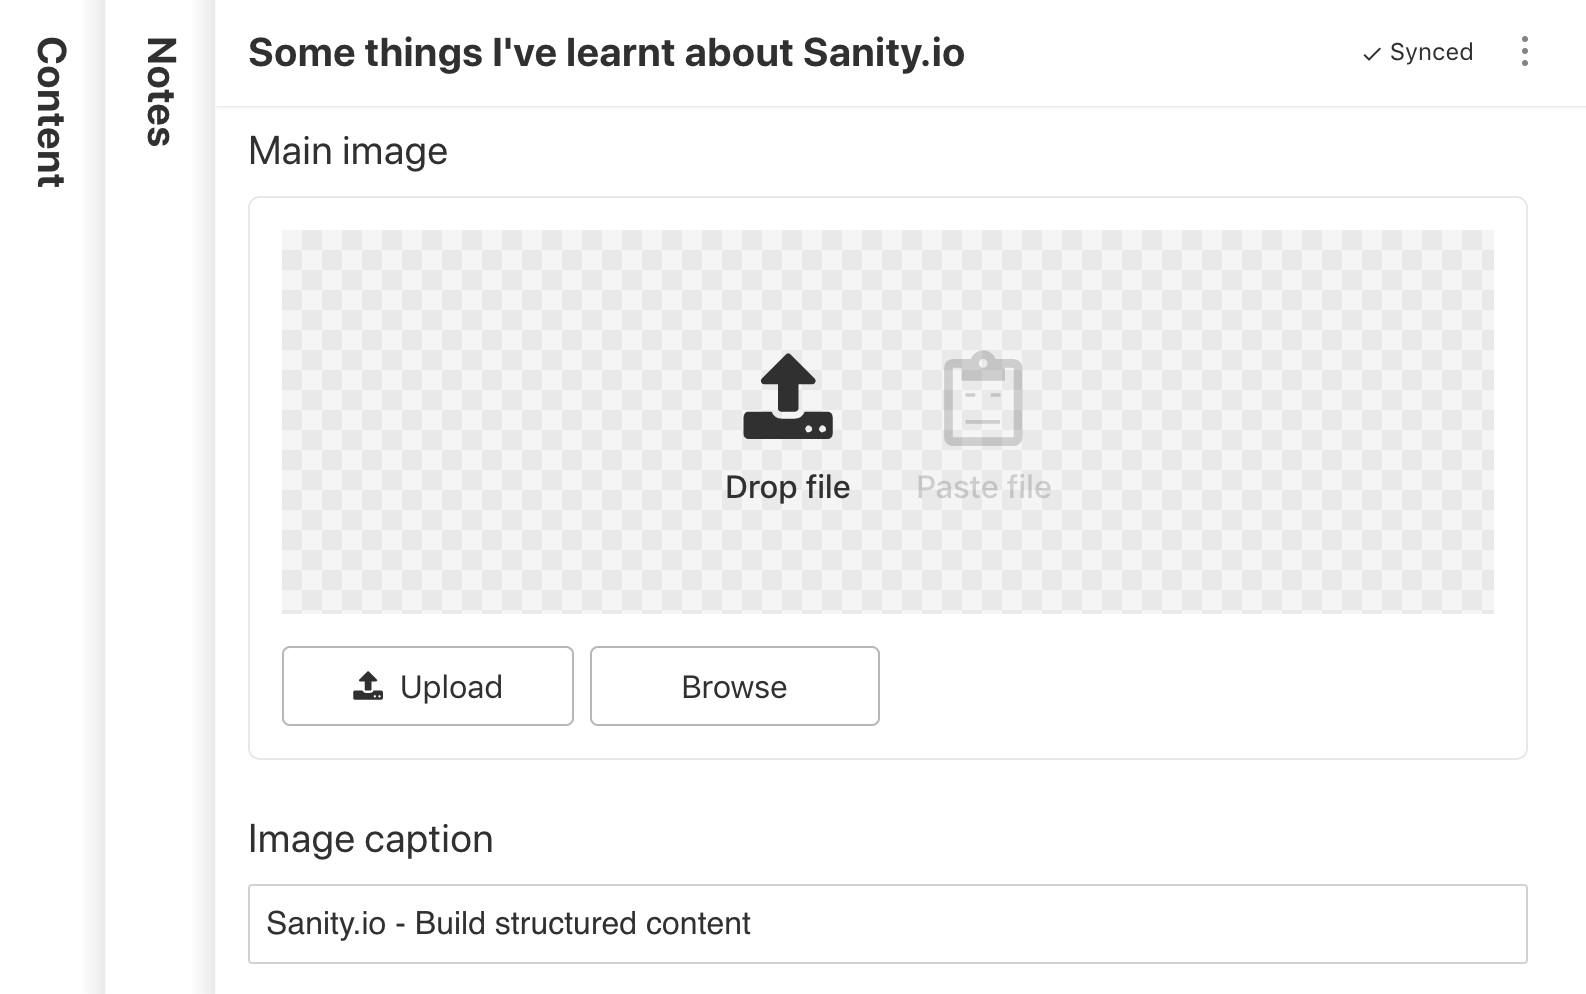 Content
Notes
Some things I've learnt about Sanity.io
Synced
Main image
Drop file
Paste file
Upload
Browse
Image caption
Sanity.io - Build structured content